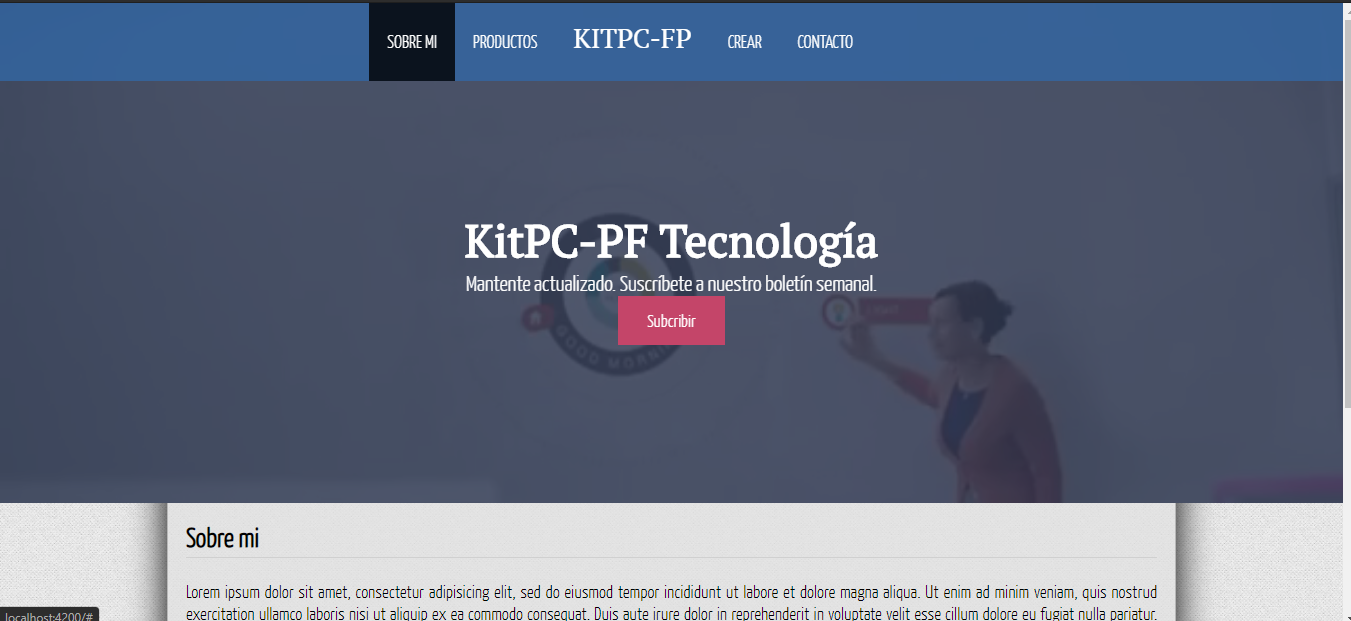 SOBRE MI PRODUCTOS KITPC-FP CREAR CONTACTO
KitPC-PF Tecnología
Mantente actualizado. Suscríbete a nuestro boletín semanal.
Subcribir
GOOD MORNIN
Sobre mi
Lorem ipsum dolor sit amet, consectetur adipisicing elit, sed do eiusmod tempor incididunt ut labore et dolore magna aliqua. Ut enim ad minim veniam, quis nostrud
exercitation ullamco laboris nisi ut aliquip ex ea commodo consequat. Duis aute irure dolor in reprehenderit in voluptate velit esse cillum dolore eu fugiat nulla pariatur.
localhost:4200/#